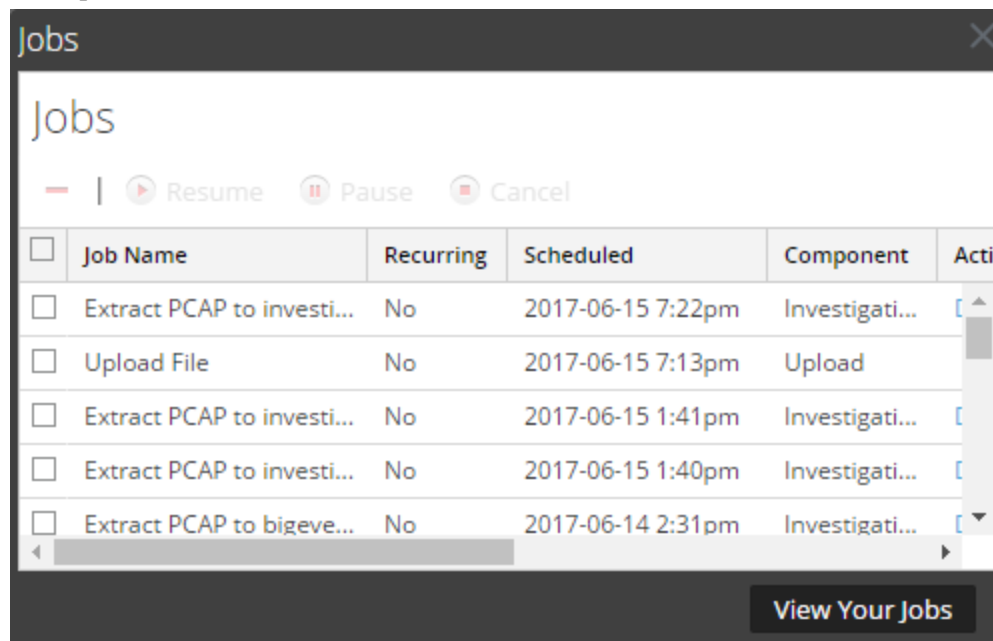 Jobs
Jobs
Resume Pause Cancel
Job Name Recurring Scheduled Component Acti
Extract PCAP to investi... No 2017-06-15 7:22pm Investigati...
Upload File No 2017-06-15 7:13pm Upload
Extract PCAP to investi... No 2017-06-15 1:41pm Investigati...
Extract PCAP to investi... No 2017-06-15 1:40pm Investigati...
Extract PCAP to bigeve... No 2017-06-14 2:31pm Investigati...
View Your Jobs